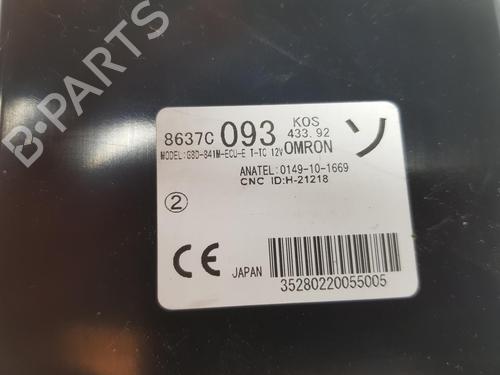 B-PARTS
8637C 093 KOS 433.92 ソ
MODEL:G8D-841M-ECU-E T-TC 12V OMRON
ANATEL:0149-10-1669
CNC ID:H-21218
②
CE JAPAN
35280220055005